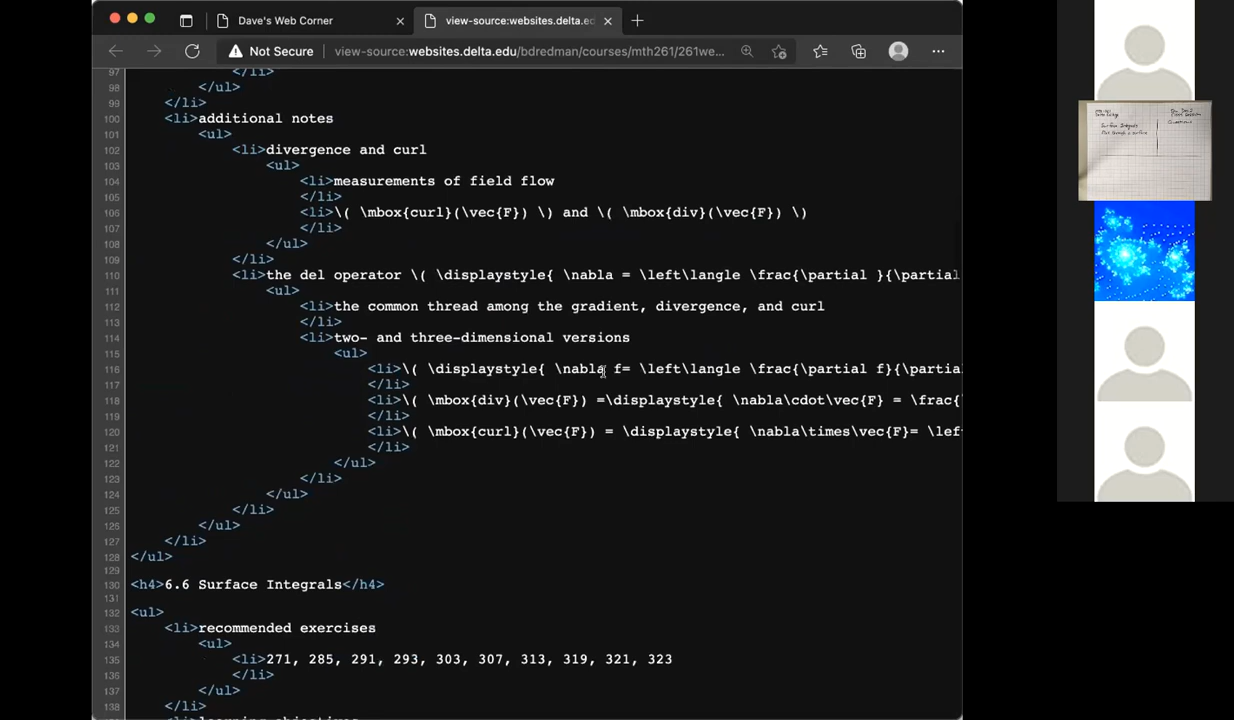 Dave's Web Corner
view-source:websites.delta.ed
Not Secure
view-source:websites.delta.edu/bdredman/courses/mth261/261we...
97 </li>
98 </ul>
99 </li>
100 <li>additional notes
101 <ul>
102 <li>divergence and curl
103 <ul>
104 <li>measurements of field flow
105 </li>
106 <li>\( \mbox{curl}(\vec{F}) \) and \( \mbox{div}(\vec{F}) \)
107 </li>
108 </ul>
109 </li>
110 <li>the del operator \( \displaystyle{ \nabla = \left\langle \frac{\partial }{\partial
111 <ul>
112 <li>the common thread among the gradient, divergence, and curl
113 </li>
114 <li>two- and three-dimensional versions
115 <ul>
116 <li>\( \displaystyle{ \nabla f= \left\langle \frac{\partial f}{\partia
117 </li>
118 <li>\( \mbox{div}(\vec{F}) =\displaystyle{ \nabla\cdot\vec{F} = \frac{\
119 </li>
120 <li>\( \mbox{curl}(\vec{F}) = \displaystyle{ \nabla\times\vec{F}= \lef
121 </li>
122 </ul>
123 </li>
124 </ul>
125 </li>
126 </ul>
127 </li>
128 </ul>
129
130 <h4>6.6 Surface Integrals</h4>
131
132 <ul>
133 <li>recommended exercises
134 <ul>
135 <li>271, 285, 291, 293, 303, 307, 313, 319, 321, 323
136 </li>
137 </ul>
138 </li>
<li>learning objectives
Surface Integrals